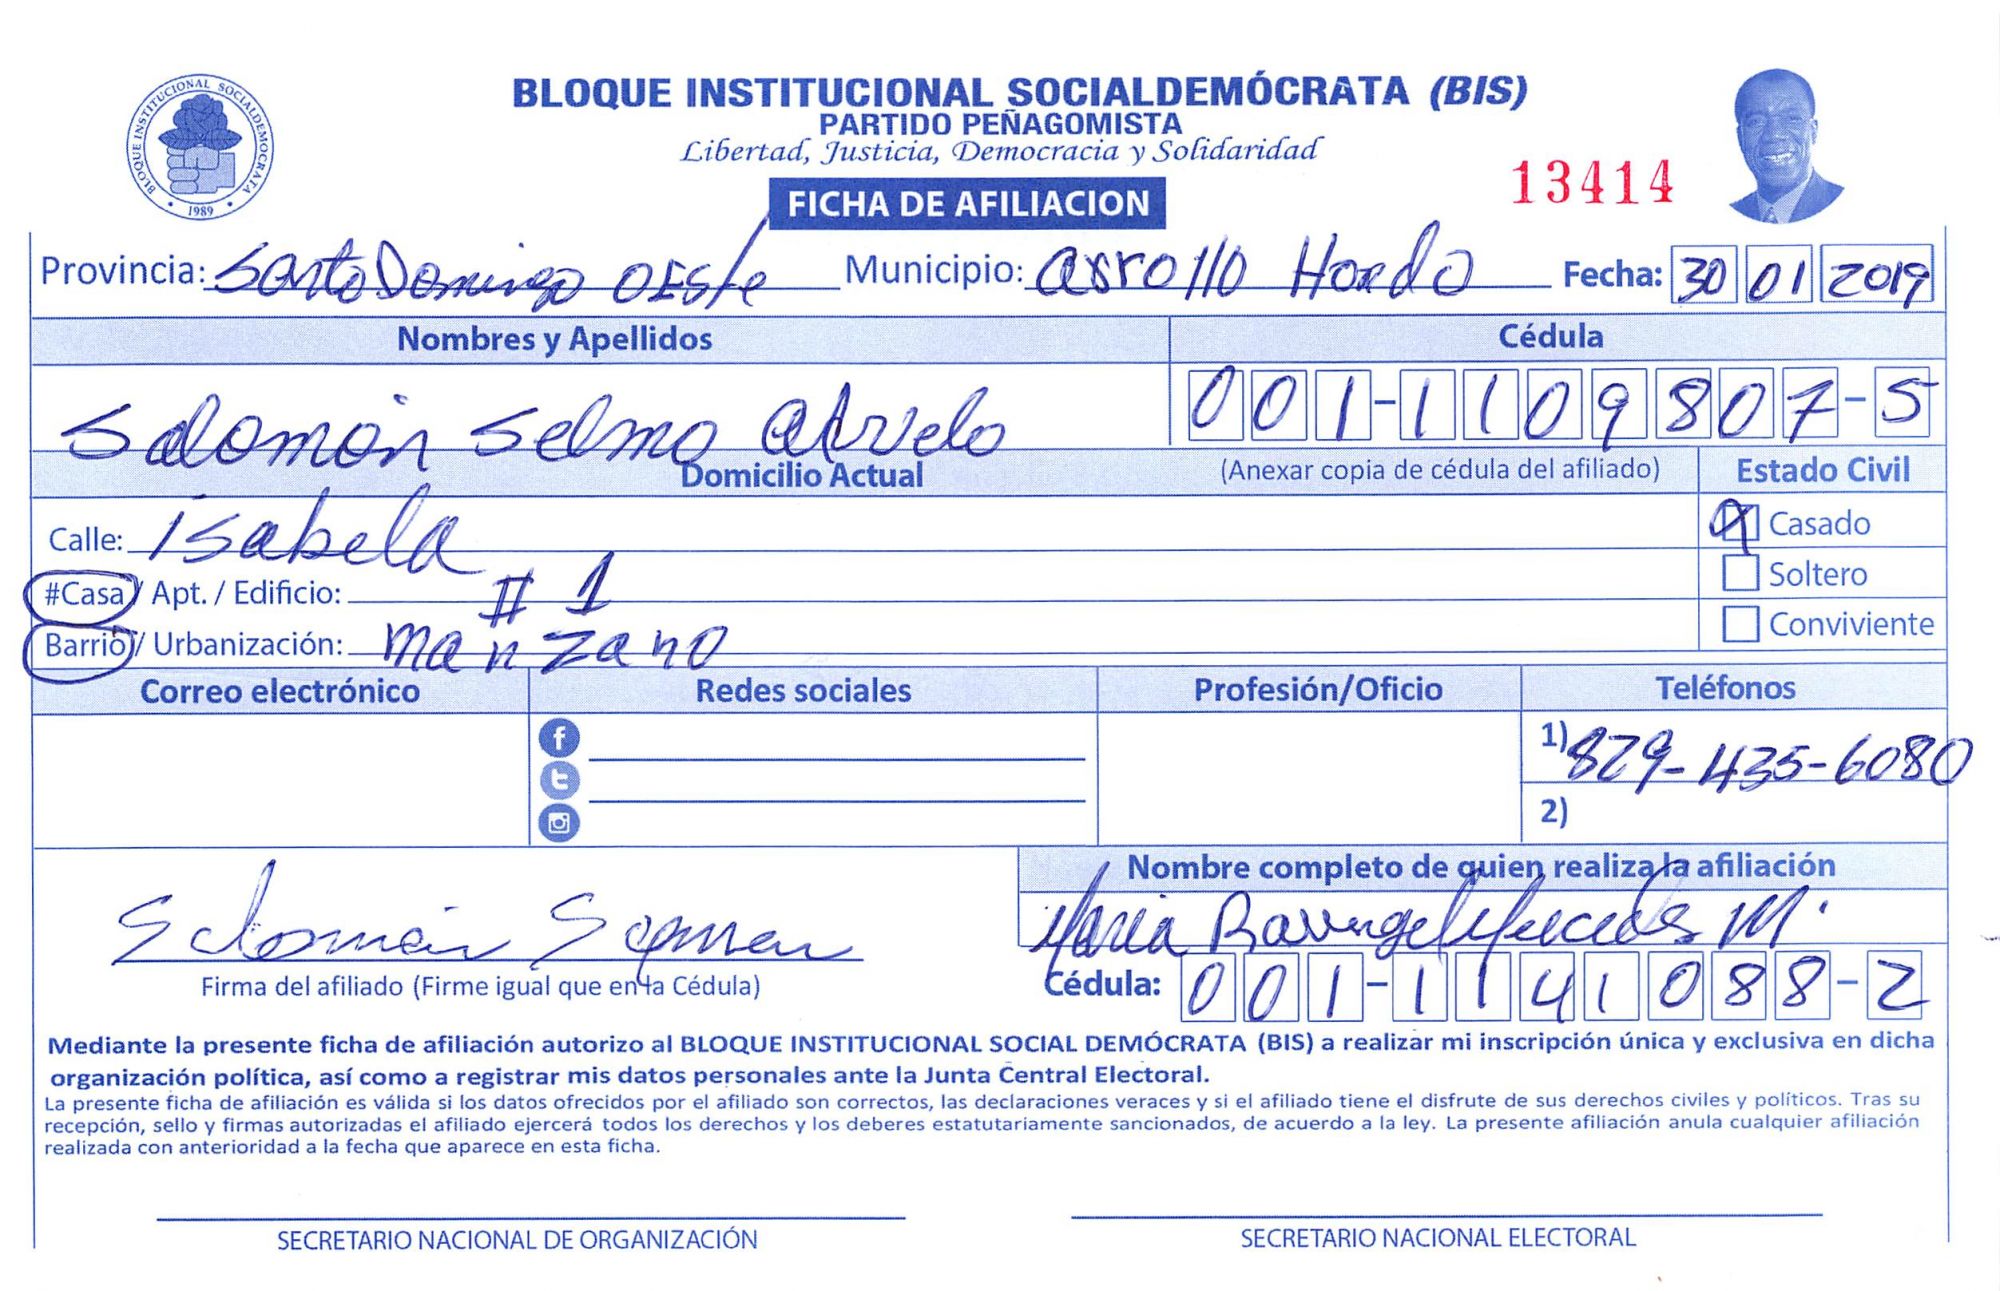 BLOQUE INSTITUCIONAL SOCIALDEMÓCRATA (BIS)
PARTIDO PEÑAGOMISTA
Libertad, Justicia, Democracia y Solidaridad
BLOQUE INSTITUCIONAL SOCIALDEMOCRATA
• 1989 •
13414
FICHA DE AFILIACION
Provincia: Santo Domingo OEste Municipio: arrollo Hondo Fecha: 30 01 2019
Nombres y Apellidos Cédula
Salomón Selmo Alvelo 001-1109807-5
Domicilio Actual (Anexar copia de cédula del afiliado) Estado Civil
Calle: isabela Casado
#Casa / Apt. / Edificio: # 1 Soltero
Barrio / Urbanización: manzano Conviviente
Correo electrónico Redes sociales Profesión/Oficio Teléfonos
1) 829-435-6080
2)
Nombre completo de quien realiza la afiliación
Maria M.
Salomón
Firma del afiliado (Firme igual que en la Cédula) Cédula: 001-1141088-2
Mediante la presente ficha de afiliación autorizo al BLOQUE INSTITUCIONAL SOCIAL DEMÓCRATA (BIS) a realizar mi inscripción única y exclusiva en dicha
organización política, así como a registrar mis datos personales ante la Junta Central Electoral.
La presente ficha de afiliación es válida si los datos ofrecidos por el afiliado son correctos, las declaraciones veraces y si el afiliado tiene el disfrute de sus derechos civiles y políticos. Tras su
recepción, sello y firmas autorizadas el afiliado ejercerá todos los derechos y los deberes estatutariamente sancionados, de acuerdo a la ley. La presente afiliación anula cualquier afiliación
realizada con anterioridad a la fecha que aparece en esta ficha.
SECRETARIO NACIONAL DE ORGANIZACIÓN SECRETARIO NACIONAL ELECTORAL